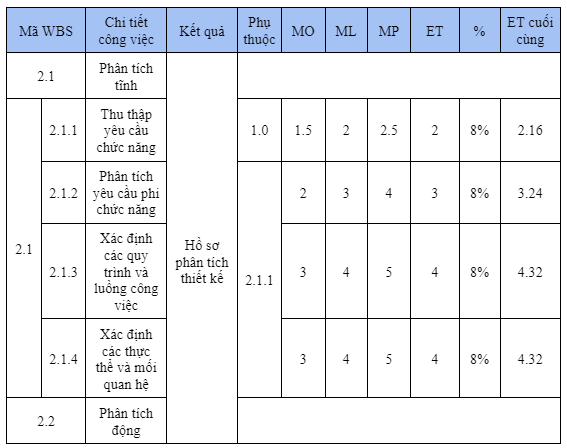 Mã WBS
Chi tiết
công việc
Kết quả
Phụ
thuộc
MO
ML
MP
ET
%
ET cuối
cùng
2.1
Phân tích
tĩnh
Hồ sơ
phân tích
thiết kế
2.1
2.1.1
Thu thập
yêu cầu
chức năng
1.0
1.5
2
2.5
2
8%
2.16
2.1.2
Phân tích
yêu cầu phi
chức năng
2.1.1
2
3
4
3
8%
3.24
2.1.3
Xác định
các quy
trình và
luồng công
việc
3
4
5
4
8%
4.32
2.1.4
Xác định
các thực
thể và mối
quan hệ
3
4
5
4
8%
4.32
2.2
Phân tích
động